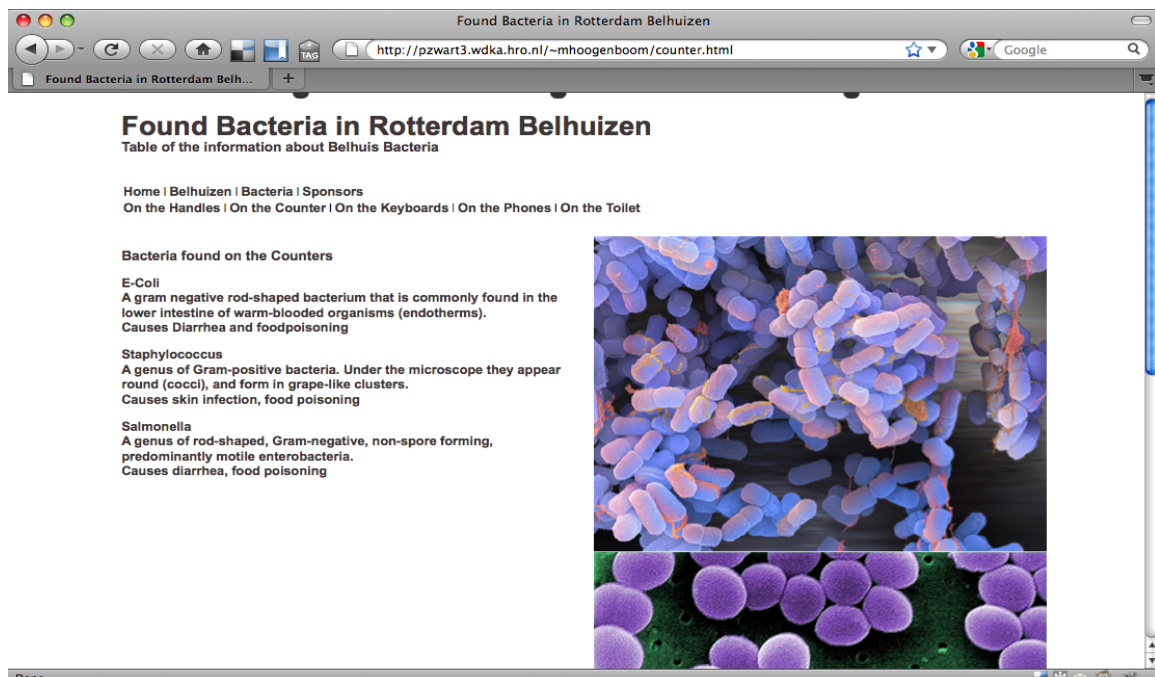 Found Bacteria in Rotterdam Belhuizen
TAG
http://pzwart3.wdka.hro.nl/~mhoogenboom/counter.html
Google
Found Bacteria in Rotterdam Belh...
Found Bacteria in Rotterdam Belhuizen
Table of the information about Belhuis Bacteria
Home | Belhuizen | Bacteria | Sponsors
On the Handles | On the Counter | On the Keyboards | On the Phones | On the Toilet
Bacteria found on the Counters
E-Coli
A gram negative rod-shaped bacterium that is commonly found in the
lower intestine of warm-blooded organisms (endotherms).
Causes Diarrhea and foodpoisoning
Staphylococcus
A genus of Gram-positive bacteria. Under the microscope they appear
round (cocci), and form in grape-like clusters.
Causes skin infection, food poisoning
Salmonella
A genus of rod-shaped, Gram-negative, non-spore forming,
predominantly motile enterobacteria.
Causes diarrhea, food poisoning